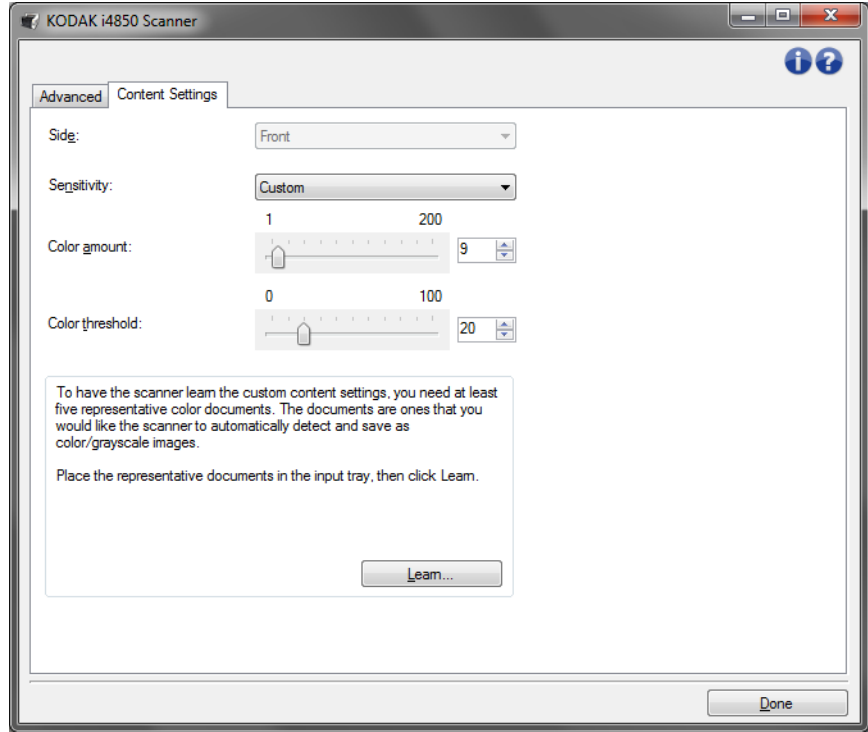 KODAK i4850 Scanner
Advanced
Content Settings
Side:
Front
Sensitivity:
Custom
1 200
Color amount:
9
0 100
Color threshold:
20
To have the scanner learn the custom content settings, you need at least
five representative color documents. The documents are ones that you
would like the scanner to automatically detect and save as
color/grayscale images.
Place the representative documents in the input tray, then click Learn.
Learn...
Done